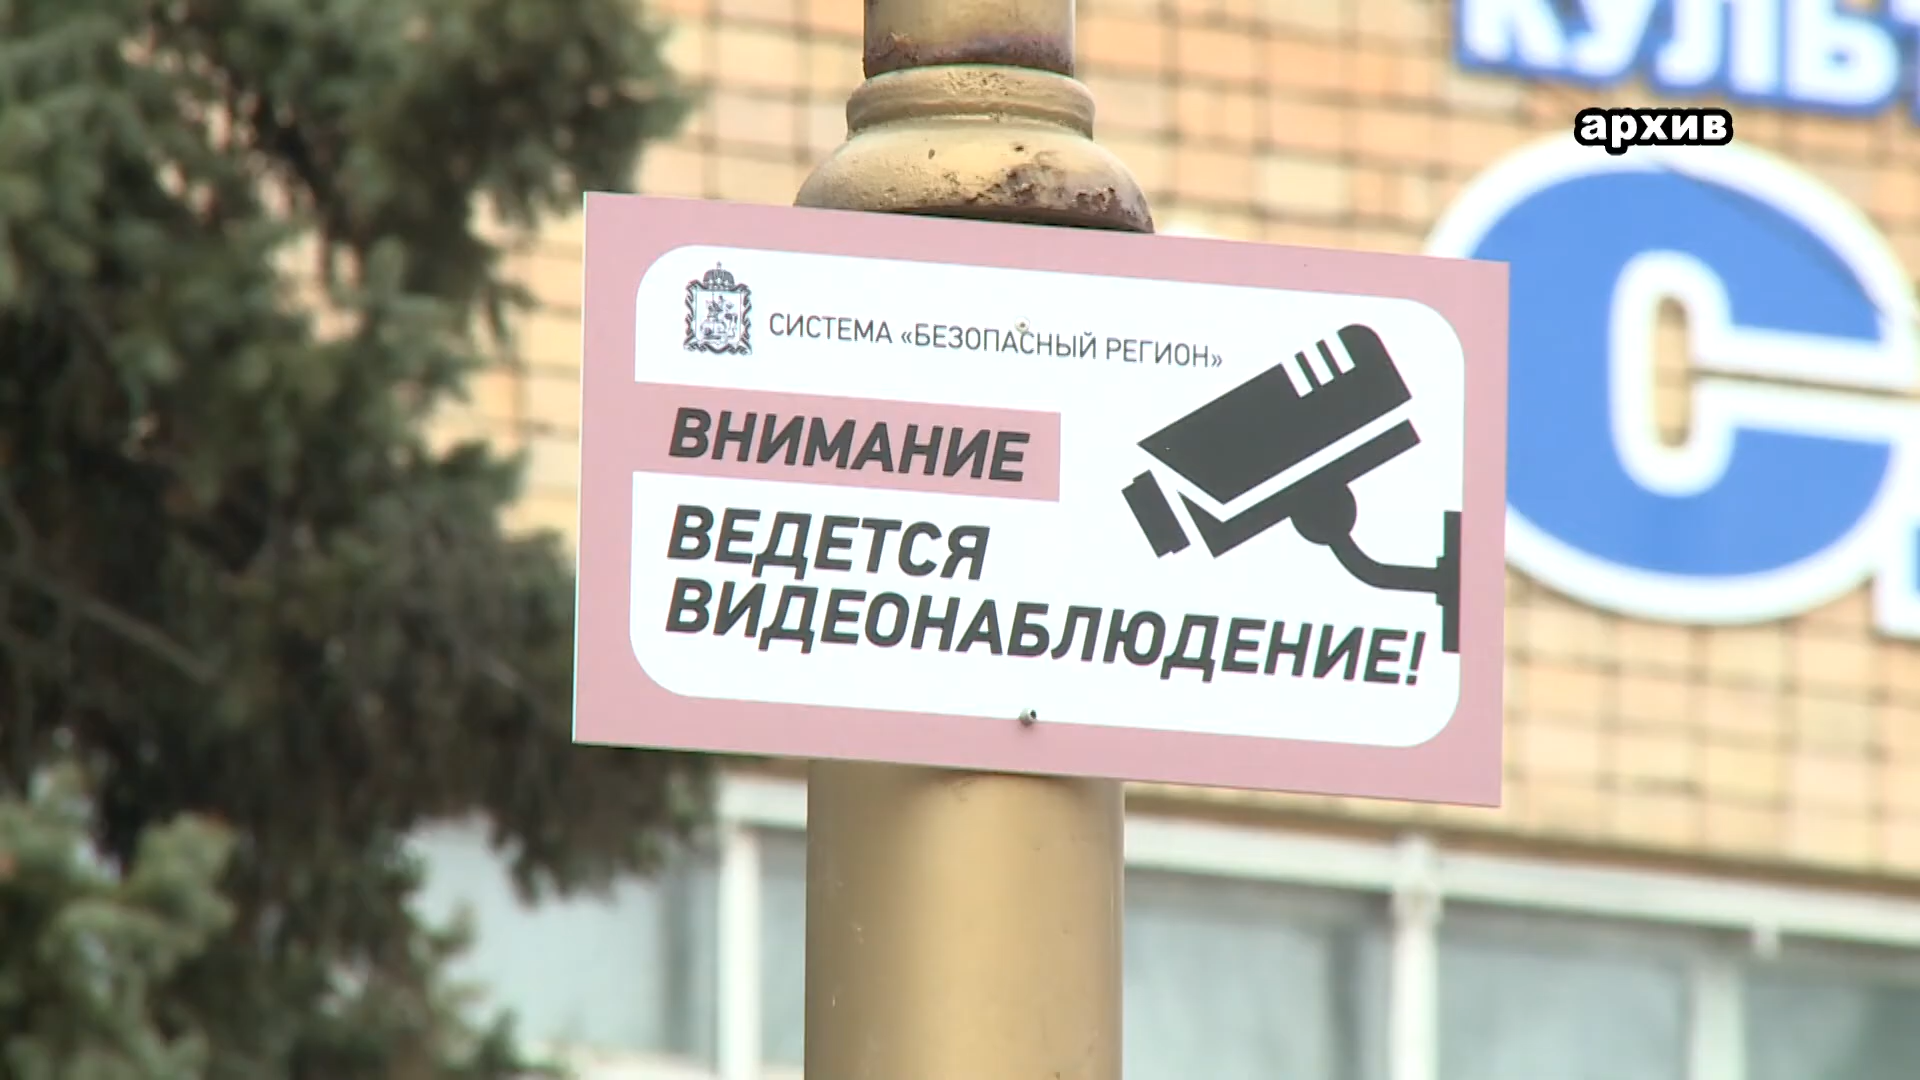 архив
СИСТЕМА «БЕЗОПАСНЫЙ РЕГИОН»
ВНИМАНИЕ
ВЕДЕТСЯ
ВИДЕОНАБЛЮДЕНИЕ!